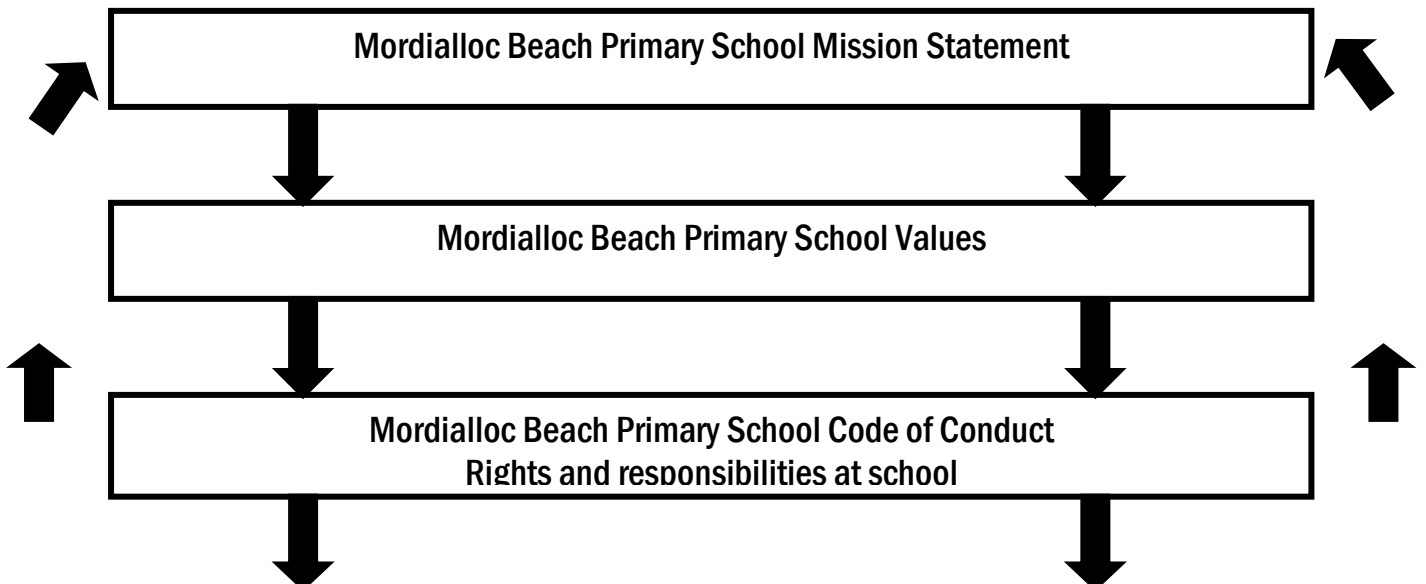 Mordialloc Beach Primary School Mission Statement
Mordialloc Beach Primary School Values
Mordialloc Beach Primary School Code of Conduct
Rights and responsibilities at school